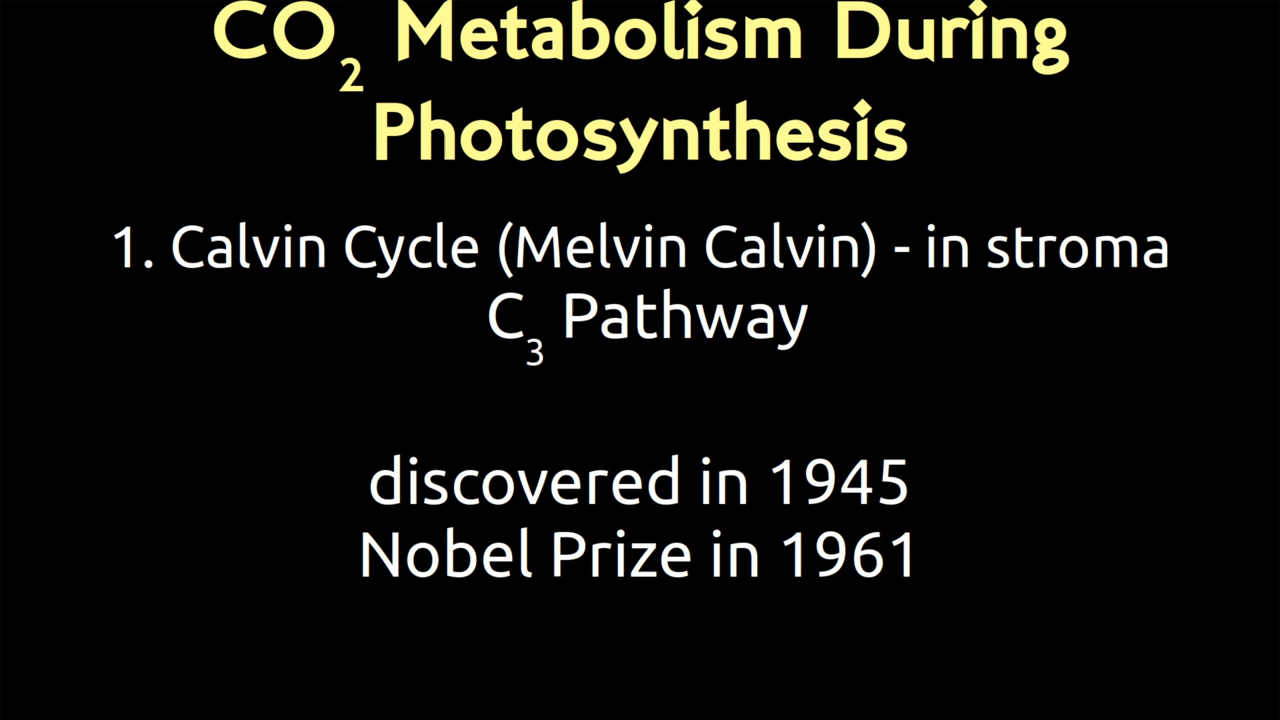 CO₂ Metabolism During
Photosynthesis
1. Calvin Cycle (Melvin Calvin) - in stroma
C₃ Pathway
discovered in 1945
Nobel Prize in 1961